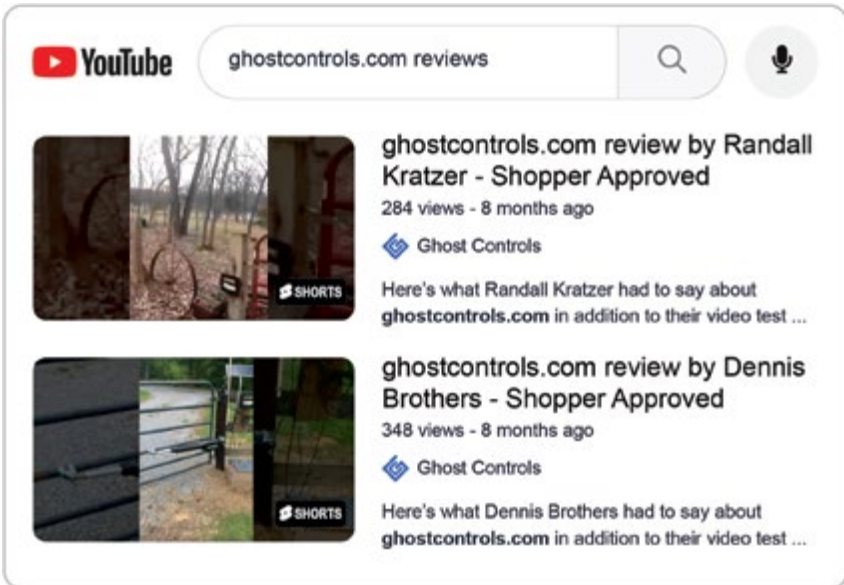 YouTube
ghostcontrols.com reviews
ghostcontrols.com review by Randall
Kratzer - Shopper Approved
284 views - 8 months ago
Ghost Controls
SHORTS
Here's what Randall Kratzer had to say about
ghostcontrols.com in addition to their video test ...
ghostcontrols.com review by Dennis
Brothers - Shopper Approved
348 views - 8 months ago
Ghost Controls
SHORTS
Here's what Dennis Brothers had to say about
ghostcontrols.com in addition to their video test ...